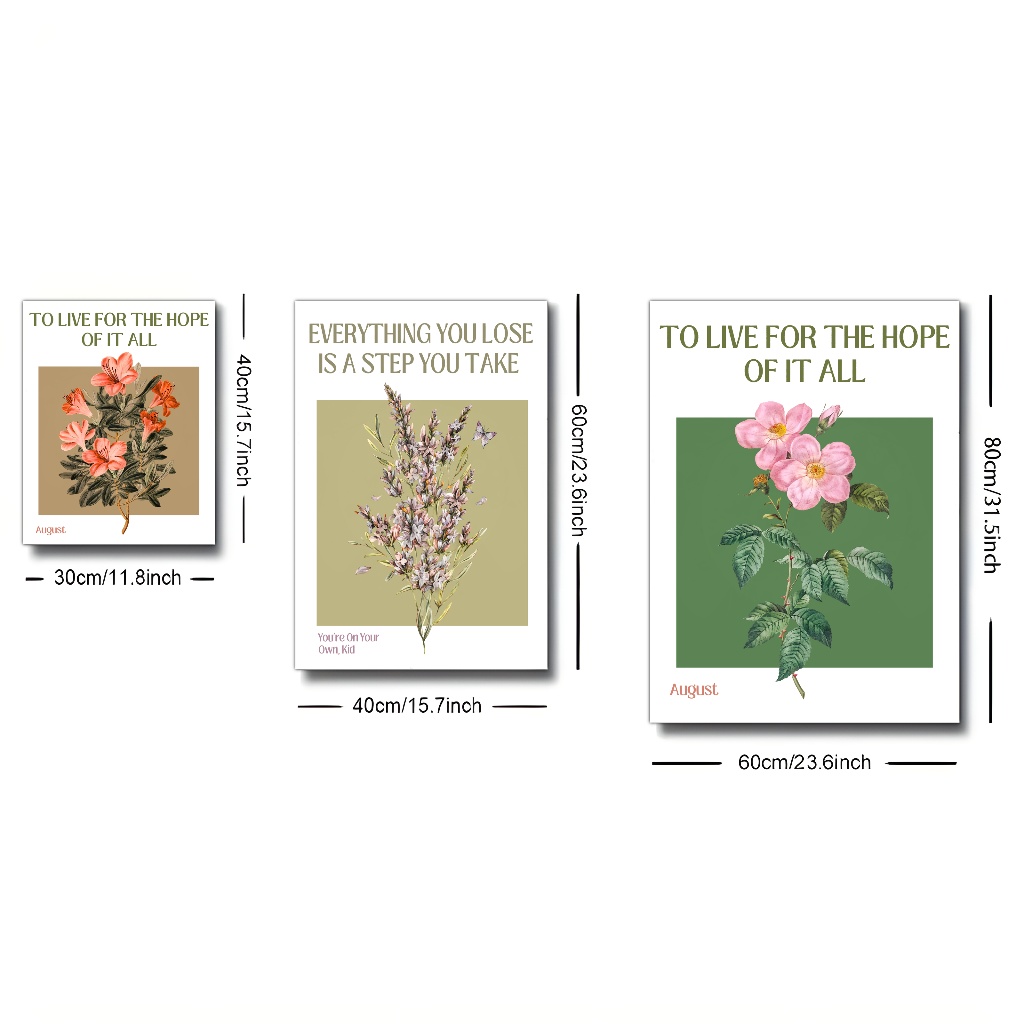 TO LIVE FOR THE HOPE
OF IT ALL
August
40cm/15.7inch
30cm/11.8inch
EVERYTHING YOU LOSE
IS A STEP YOU TAKE
You're On Your
Own, Kid
60cm/23.6inch
40cm/15.7inch
TO LIVE FOR THE HOPE
OF IT ALL
August
80cm/31.5inch
60cm/23.6inch